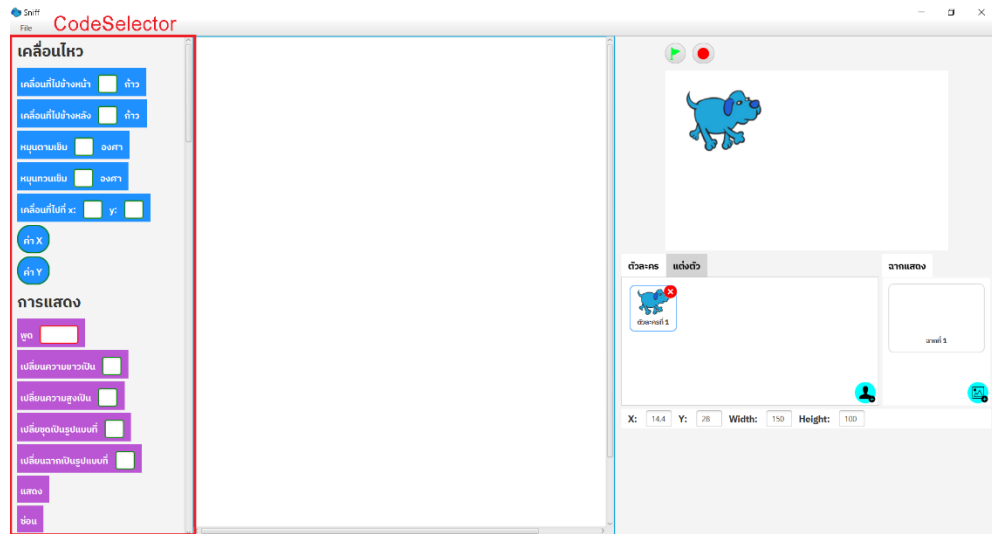 Sniff
File
CodeSelector
เคลื่อนไหว
เคลื่อนที่ไปข้างหน้า ก้าว
เคลื่อนที่ไปข้างหลัง ก้าว
หมุนตามเข็ม องศา
หมุนทวนเข็ม องศา
เคลื่อนที่ไปที่ x: y:
ค่า X
ค่า Y
การแสดง
พูด
เปลี่ยนความยาวเป็น
เปลี่ยนความสูงเป็น
เปลี่ยชุดเป็นรูปแบบที่
เปลี่ยนฉากเป็นรูปแบบที่
แสดง
ซ่อน
ตัวละคร แต่งตัว ฉากแสดง
ตัวละครที่ 1
ฉากที่ 1
X: 14.4 Y: 28 Width: 150 Height: 100